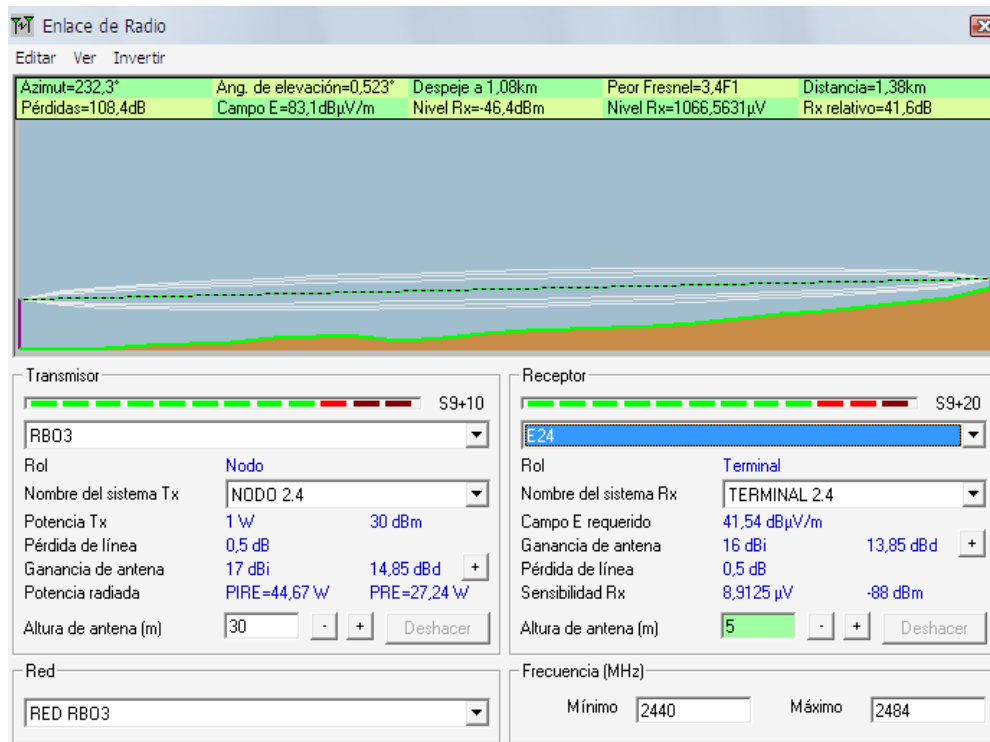 Enlace de Radio
Editar Ver Invertir
Azimut=232,3° Ang. de elevación=0,523° Despeje a 1,08km Peor Fresnel=3,4F1 Distancia=1,38km
Pérdidas=108,4dB Campo E=83,1dBµV/m Nivel Rx=-46,4dBm Nivel Rx=1066,5631µV Rx relativo=41,6dB
Transmisor
S9+10
RB03
Rol Nodo
Nombre del sistema Tx NODO 2.4
Potencia Tx 1 W 30 dBm
Pérdida de línea 0,5 dB
Ganancia de antena 17 dBi 14,85 dBd +
Potencia radiada PIRE=44,67 W PRE=27,24 W
Altura de antena (m) 30 - + Deshacer
Red
RED RB03
Receptor
S9+20
E24
Rol Terminal
Nombre del sistema Rx TERMINAL 2.4
Campo E requerido 41,54 dBµV/m
Ganancia de antena 16 dBi 13,85 dBd +
Pérdida de línea 0,5 dB
Sensibilidad Rx 8,9125 µV -88 dBm
Altura de antena (m) 5 - + Deshacer
Frecuencia (MHz)
Mínimo 2440 Máximo 2484